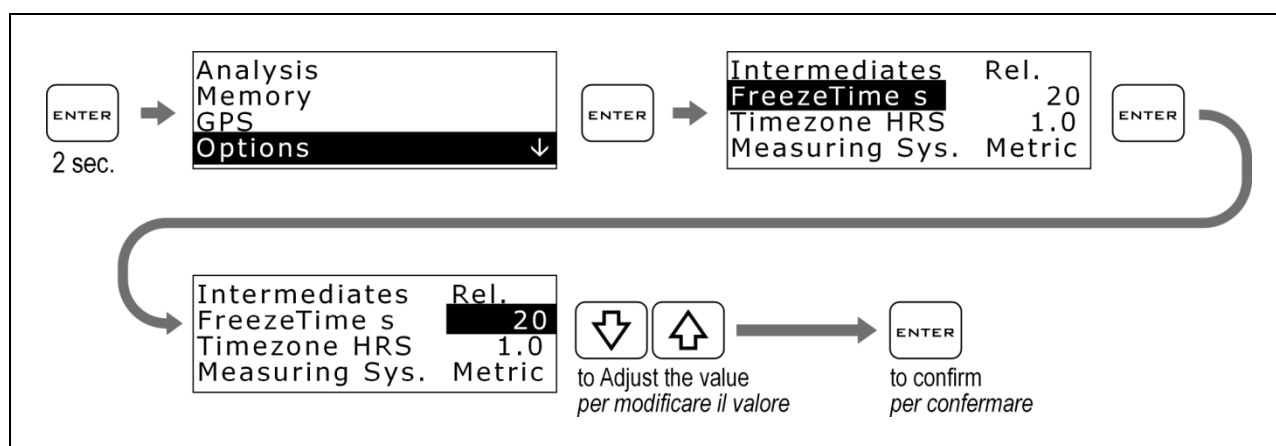 ENTER
2 sec.
Analysis
Memory
GPS
Options ↓
ENTER
Intermediates Rel.
FreezeTime s 20
Timezone HRS 1.0
Measuring Sys. Metric
ENTER
Intermediates Rel.
FreezeTime s 20
Timezone HRS 1.0
Measuring Sys. Metric
to Adjust the value
per modificare il valore
ENTER
to confirm
per confermare